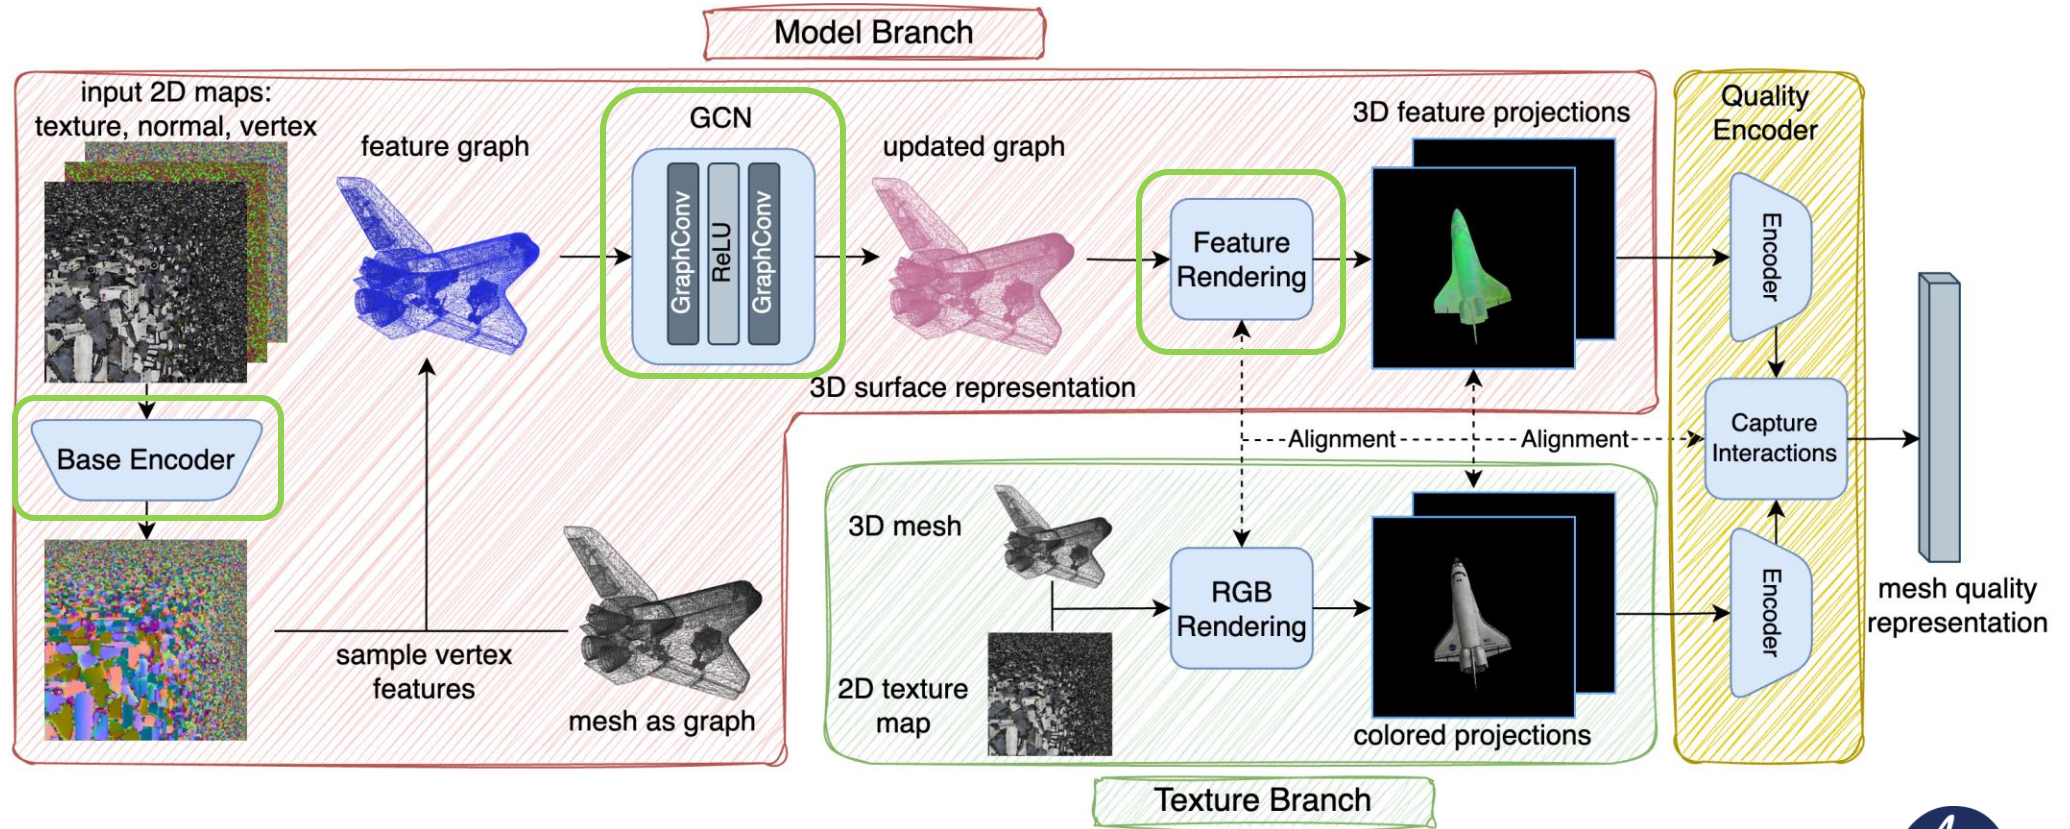 Model Branch
input 2D maps:
texture, normal, vertex
feature graph
GCN
GraphConv
ReLU
GraphConv
updated graph
Feature
Rendering
3D feature projections
Quality
Encoder
Encoder
3D surface representation
Base Encoder
Alignment
Alignment
Capture
Interactions
3D mesh
RGB
Rendering
Encoder
mesh quality
representation
sample vertex
features
mesh as graph
2D texture
map
colored projections
Texture Branch